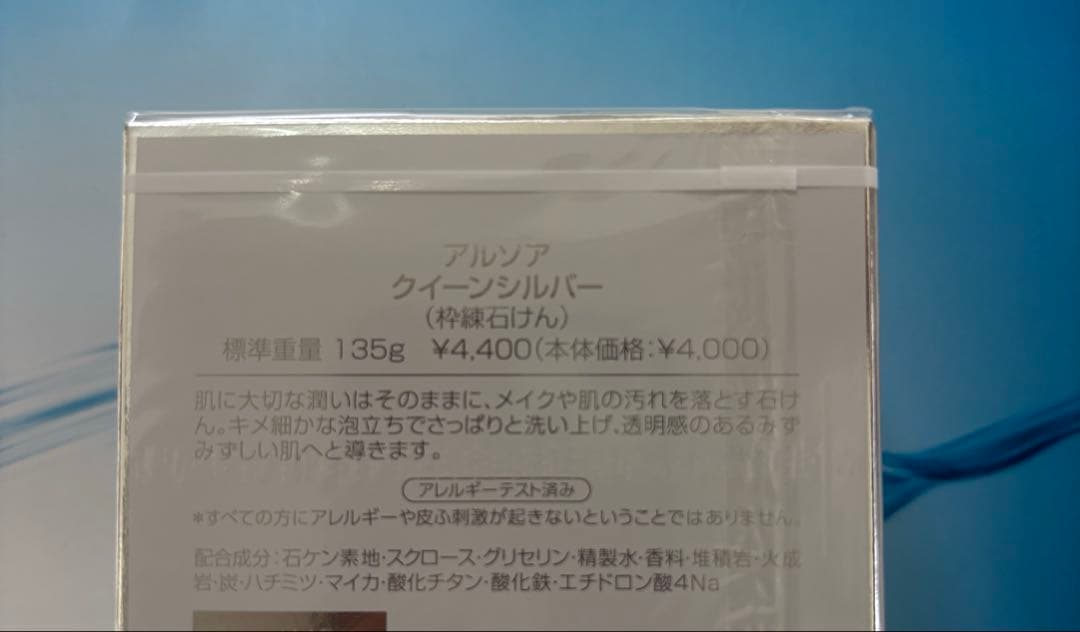 アルソア
クイーンシルバー
(枠練石けん)
標準重量 135g ¥4,400(本体価格:¥4,000)
肌に大切な潤いはそのままに、メイクや肌の汚れを落とす石け
ん。キメ細かな泡立ちでさっぱりと洗い上げ、透明感のあるみず
みずしい肌へと導きます。
アレルギーテスト済み
*すべての方にアレルギーや皮ふ刺激が起きないということではありません。
配合成分:石ケン素地・スクロース・グリセリン・精製水・香料・堆積岩・火成
岩・炭・ハチミツ・マイカ・酸化チタン・酸化鉄・エチドロン酸4Na